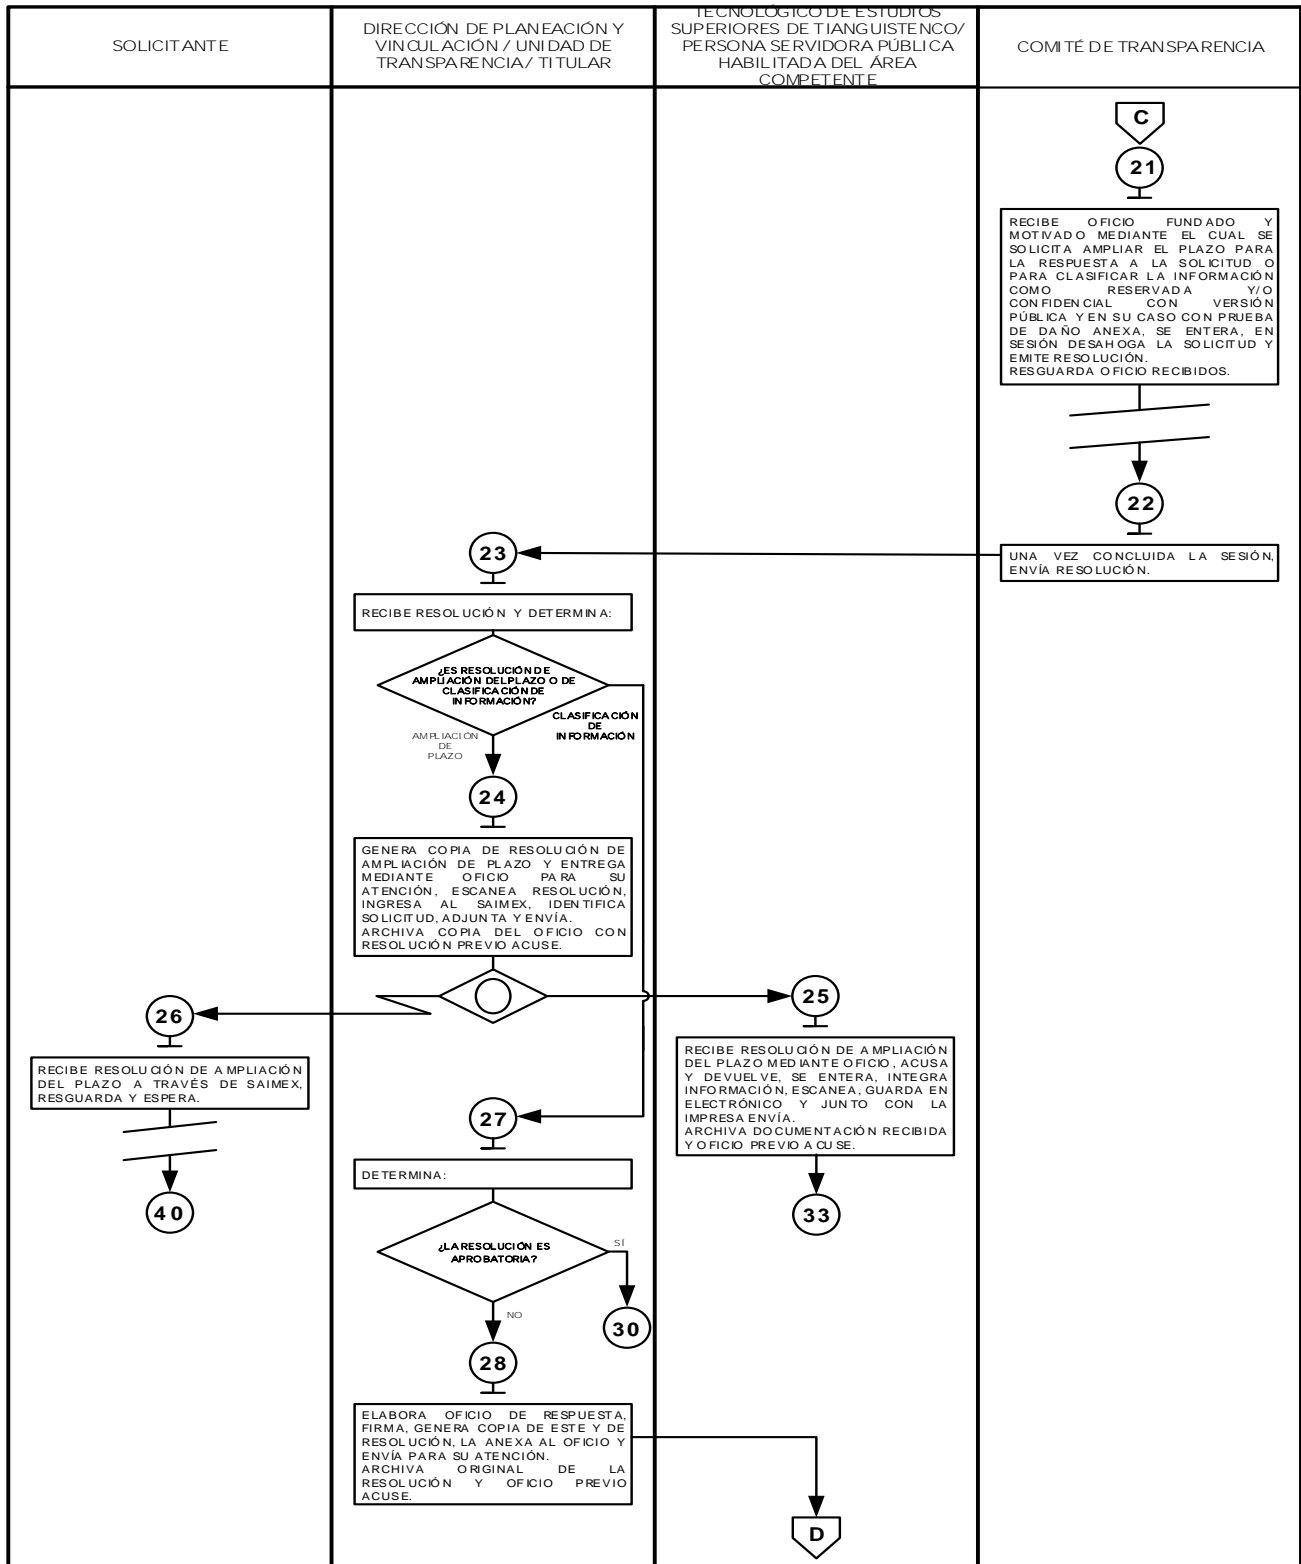 SOLICITANTE
DIRECCIÓN DE PLANEACIÓN Y
VINCULACIÓN / UNIDAD DE
TRANSPARENCIA / TITULAR
TECNOLÓGICO DE ESTUDIOS
SUPERIORES DE TIANGUISTENCO/
PERSONA SERVIDORA PÚBLICA
HABILITADA DEL ÁREA
COMPETENTE
COMITÉ DE TRANSPARENCIA
C
21
RECIBE OFICIO FUNDADO Y
MOTIVADO MEDIANTE EL CUAL SE
SOLICITA AMPLIAR EL PLAZO PARA
LA RESPUESTA A LA SOLICITUD O
PARA CLASIFICAR LA INFORMACIÓN
COMO RESERVADA Y/O
CONFIDENCIAL CON VERSIÓN
PÚBLICA Y EN SU CASO CON PRUEBA
DE DAÑO ANEXA, SE ENTERA, EN
SESIÓN DESAHOGA LA SOLICITUD Y
EMITE RESOLUCIÓN.
RESGUARDA OFICIO RECIBIDOS.
22
UNA VEZ CONCLUIDA LA SESIÓN,
ENVÍA RESOLUCIÓN.
23
RECIBE RESOLUCIÓN Y DETERMINA:
¿ES RESOLUCIÓN DE
AMPLIACIÓN DEL PLAZO O DE
CLASIFICACIÓN DE
INFORMACIÓN?
CLASIFICACIÓN
DE
INFORMACIÓN
AMPLIACIÓN
DE
PLAZO
24
GENERA COPIA DE RESOLUCIÓN DE
AMPLIACIÓN DE PLAZO Y ENTREGA
MEDIANTE OFICIO PARA SU
ATENCIÓN, ESCANEA RESOLUCIÓN,
INGRESA AL SAIMEX, IDENTIFICA
SOLICITUD, ADJUNTA Y ENVÍA.
ARCHIVA COPIA DEL OFICIO CON
RESOLUCIÓN PREVIO ACUSE.
25
RECIBE RESOLUCIÓN DE AMPLIACIÓN
DEL PLAZO MEDIANTE OFICIO, ACUSA
Y DEVUELVE, SE ENTERA, INTEGRA
INFORMACIÓN, ESCANEA, GUARDA EN
ELECTRÓNICO Y JUNTO CON LA
IMPRESA ENVÍA.
ARCHIVA DOCUMENTACIÓN RECIBIDA
Y OFICIO PREVIO ACUSE.
33
26
RECIBE RESOLUCIÓN DE AMPLIACIÓN
DEL PLAZO A TRAVÉS DE SAIMEX,
RESGUARDA Y ESPERA.
40
27
DETERMINA:
¿LA RESOLUCIÓN ES
APROBATORIA?
SÍ
30
NO
28
ELABORA OFICIO DE RESPUESTA,
FIRMA, GENERA COPIA DE ESTE Y DE
RESOLUCIÓN, LA ANEXA AL OFICIO Y
ENVÍA PARA SU ATENCIÓN.
ARCHIVA ORIGINAL DE LA
RESOLUCIÓN Y OFICIO PREVIO
ACUSE.
D